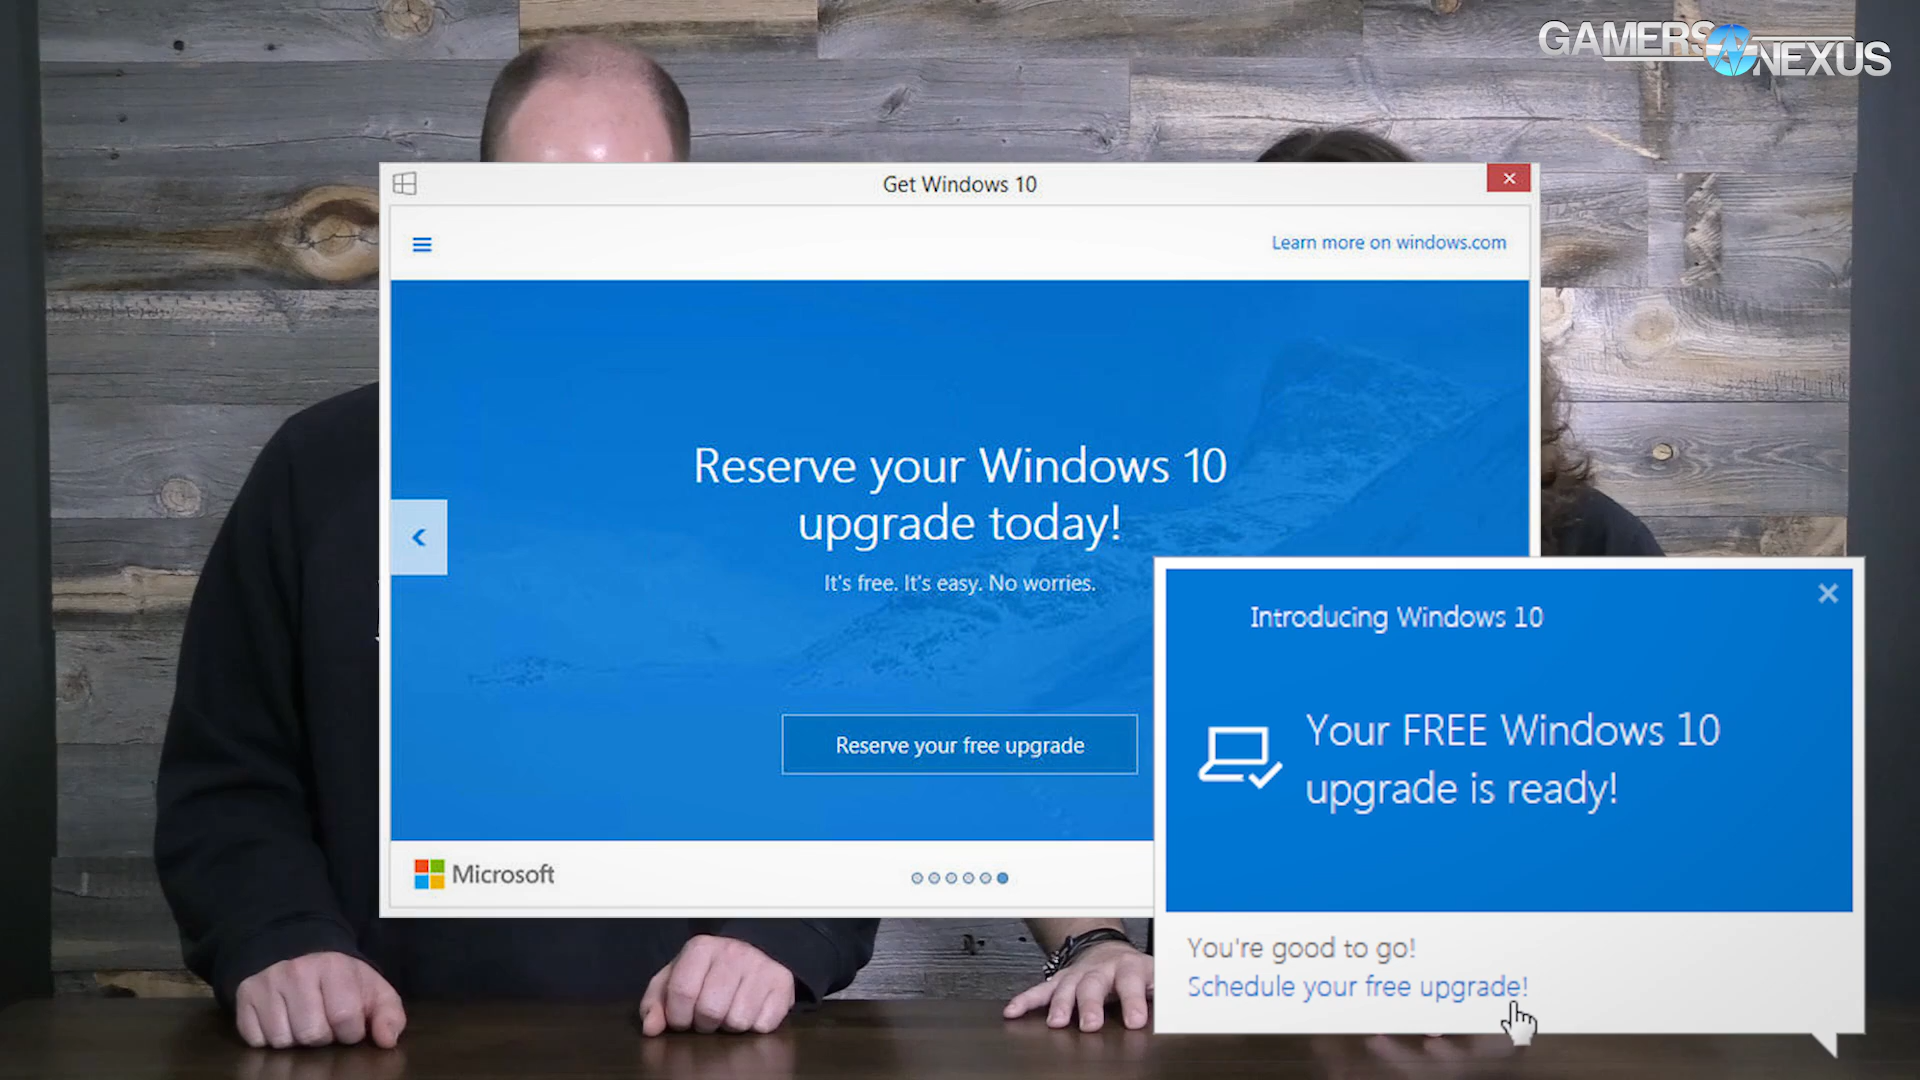 GAMERS NEXUS
Get Windows 10
Learn more on windows.com
Reserve your Windows 10
upgrade today!
It's free. It's easy. No worries.
Reserve your free upgrade
Microsoft
Introducing Windows 10
Your FREE Windows 10
upgrade is ready!
You're good to go!
Schedule your free upgrade!